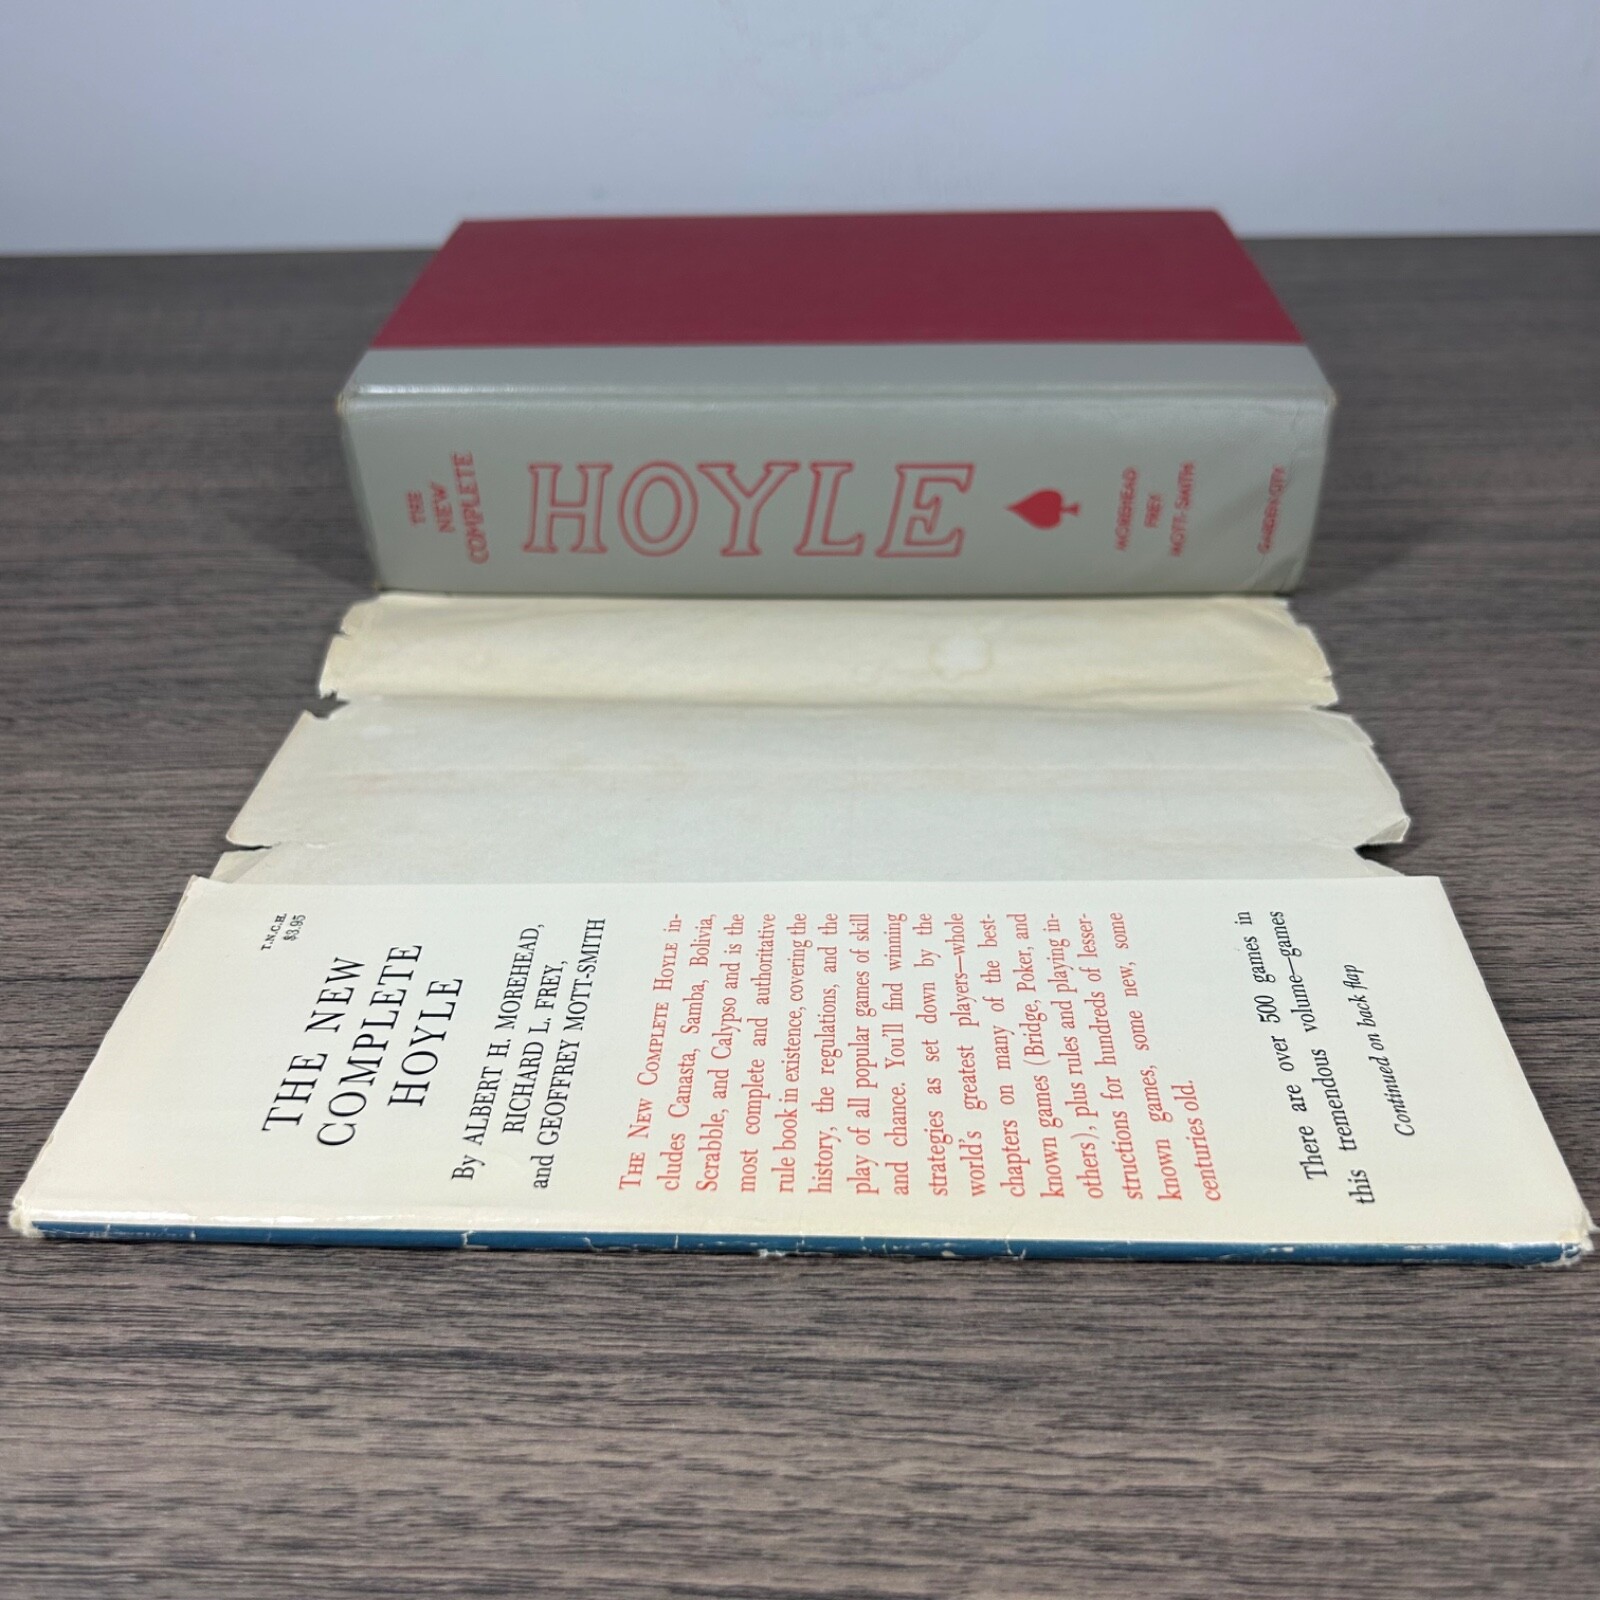 THE
NEW
COMPLETE
HOYLE
MOREHEAD
FREY
MOTT-SMITH
GARDEN CITY
T.N.C.H.
$3.95
THE NEW
COMPLETE
HOYLE
By ALBERT H. MOREHEAD,
RICHARD L. FREY,
and GEOFFREY MOTT-SMITH
THE NEW COMPLETE HOYLE in-
cludes Canasta, Samba, Bolivia,
Scrabble, and Calypso and is the
most complete and authoritative
rule book in existence, covering the
history, the regulations, and the
play of all popular games of skill
and chance. You'll find winning
strategies as set down by the
world's greatest players—whole
chapters on many of the best-
known games (Bridge, Poker, and
others), plus rules and playing in-
structions for hundreds of lesser-
known games, some new, some
centuries old.
There are over 500 games in
this tremendous volume—games
Continued on back flap